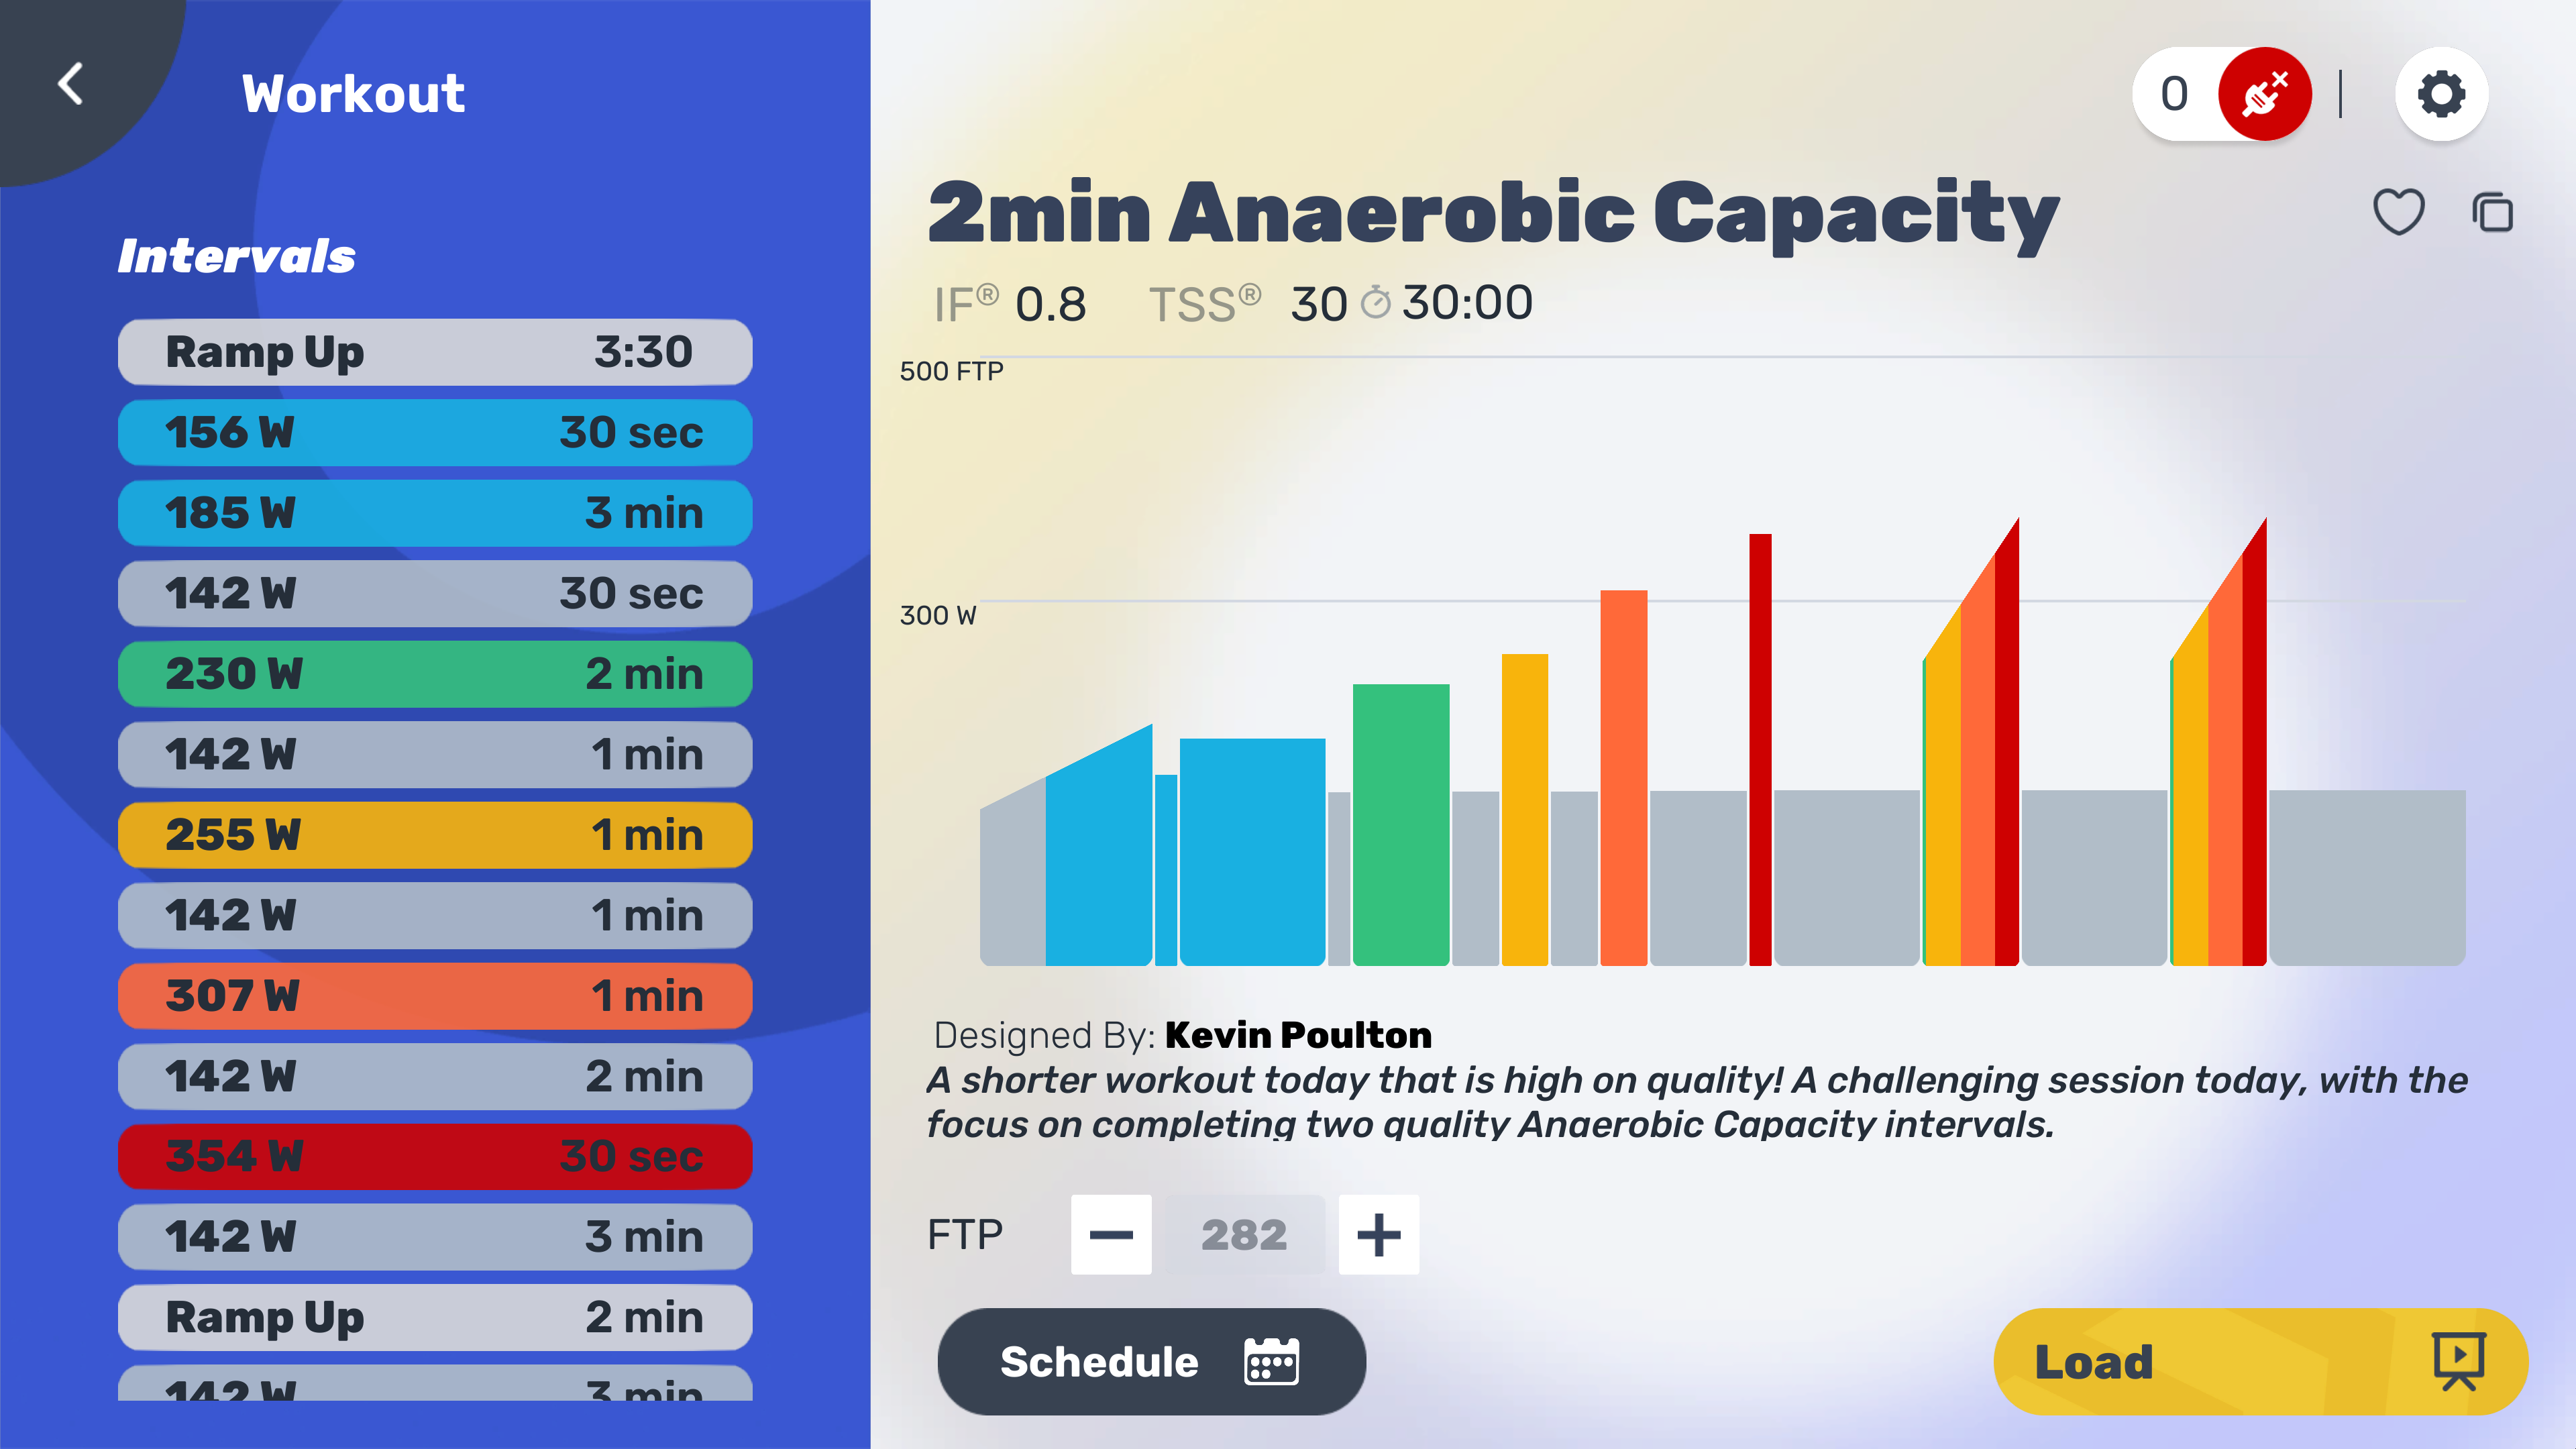 Workout
Intervals
Ramp Up 3:30
156 W 30 sec
185 W 3 min
142 W 30 sec
230 W 2 min
142 W 1 min
255 W 1 min
142 W 1 min
307 W 1 min
142 W 2 min
354 W 30 sec
142 W 3 min
Ramp Up 2 min
142 W 3 min
0
2min Anaerobic Capacity
IF® 0.8 TSS® 30 30:00
500 FTP
300 W
Designed By: Kevin Poulton
A shorter workout today that is high on quality! A challenging session today, with the
focus on completing two quality Anaerobic Capacity intervals.
FTP 282
Schedule
Load